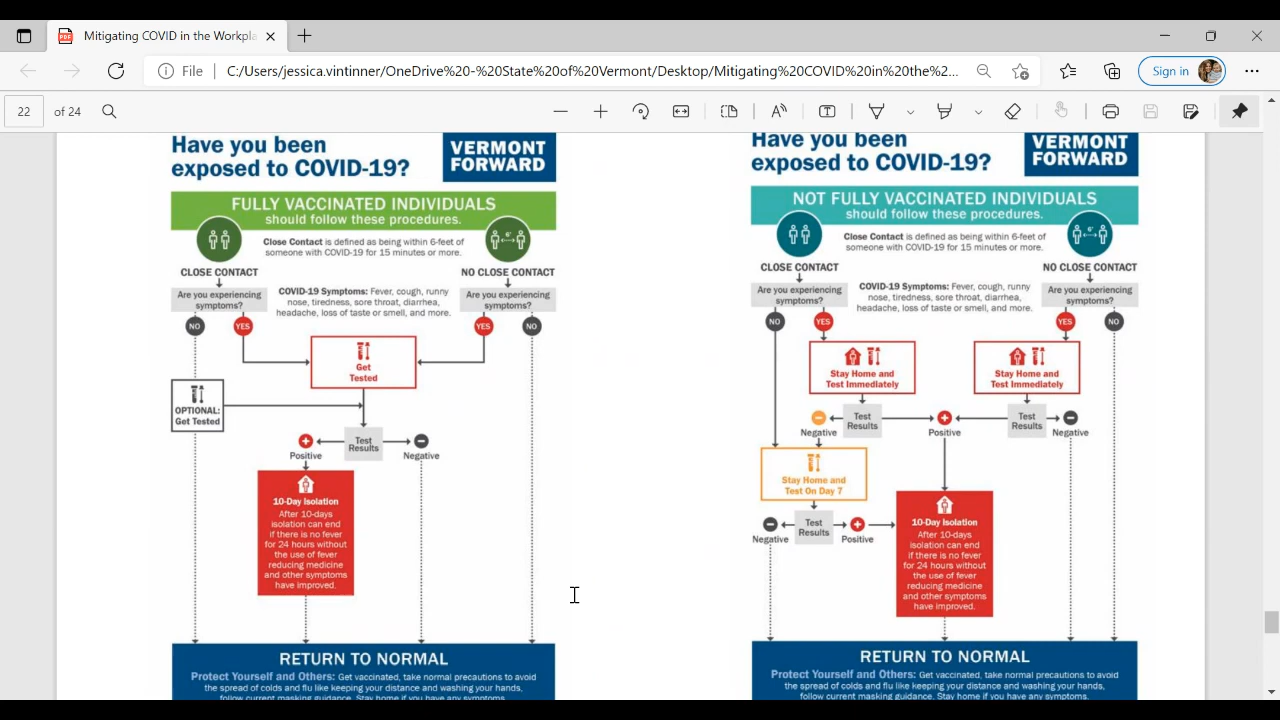 Mitigating COVID in the Workpla
File
C:/Users/jessica.vintinner/OneDrive%20-%20State%20of%20Vermont/Desktop/Mitigating%20COVID%20in%20the%2...
Sign in
22 of 24
Have you been
exposed to COVID-19?
VERMONT
FORWARD
FULLY VACCINATED INDIVIDUALS
should follow these procedures.
Close Contact is defined as being within 6-feet of
someone with COVID-19 for 15 minutes or more.
6'
CLOSE CONTACT
NO CLOSE CONTACT
Are you experiencing
symptoms?
COVID-19 Symptoms: Fever, cough, runny
nose, tiredness, sore throat, diarrhea,
headache, loss of taste or smell, and more.
Are you experiencing
symptoms?
NO
YES
YES
NO
Get
Tested
OPTIONAL:
Get Tested
Test
Results
Positive
Negative
10-Day Isolation
After 10-days
isolation can end
if there is no fever
for 24 hours without
the use of fever
reducing medicine
and other symptoms
have improved.
RETURN TO NORMAL
Protect Yourself and Others: Get vaccinated, take normal precautions to avoid
the spread of colds and flu like keeping your distance and washing your hands,
follow current masking guidance. Stay home if you have any symptoms.
Have you been
exposed to COVID-19?
VERMONT
FORWARD
NOT FULLY VACCINATED INDIVIDUALS
should follow these procedures.
Close Contact is defined as being within 6-feet of
someone with COVID-19 for 15 minutes or more.
6'
CLOSE CONTACT
NO CLOSE CONTACT
Are you experiencing
symptoms?
COVID-19 Symptoms: Fever, cough, runny
nose, tiredness, sore throat, diarrhea,
headache, loss of taste or smell, and more.
Are you experiencing
symptoms?
NO
YES
YES
NO
Stay Home and
Test Immediately
Stay Home and
Test Immediately
Negative
Test
Results
Positive
Test
Results
Negative
Stay Home and
Test On Day 7
Negative
Test
Results
Positive
10-Day Isolation
After 10-days
isolation can end
if there is no fever
for 24 hours without
the use of fever
reducing medicine
and other symptoms
have improved.
RETURN TO NORMAL
Protect Yourself and Others: Get vaccinated, take normal precautions to avoid
the spread of colds and flu like keeping your distance and washing your hands,
follow current masking guidance. Stay home if you have any symptoms.